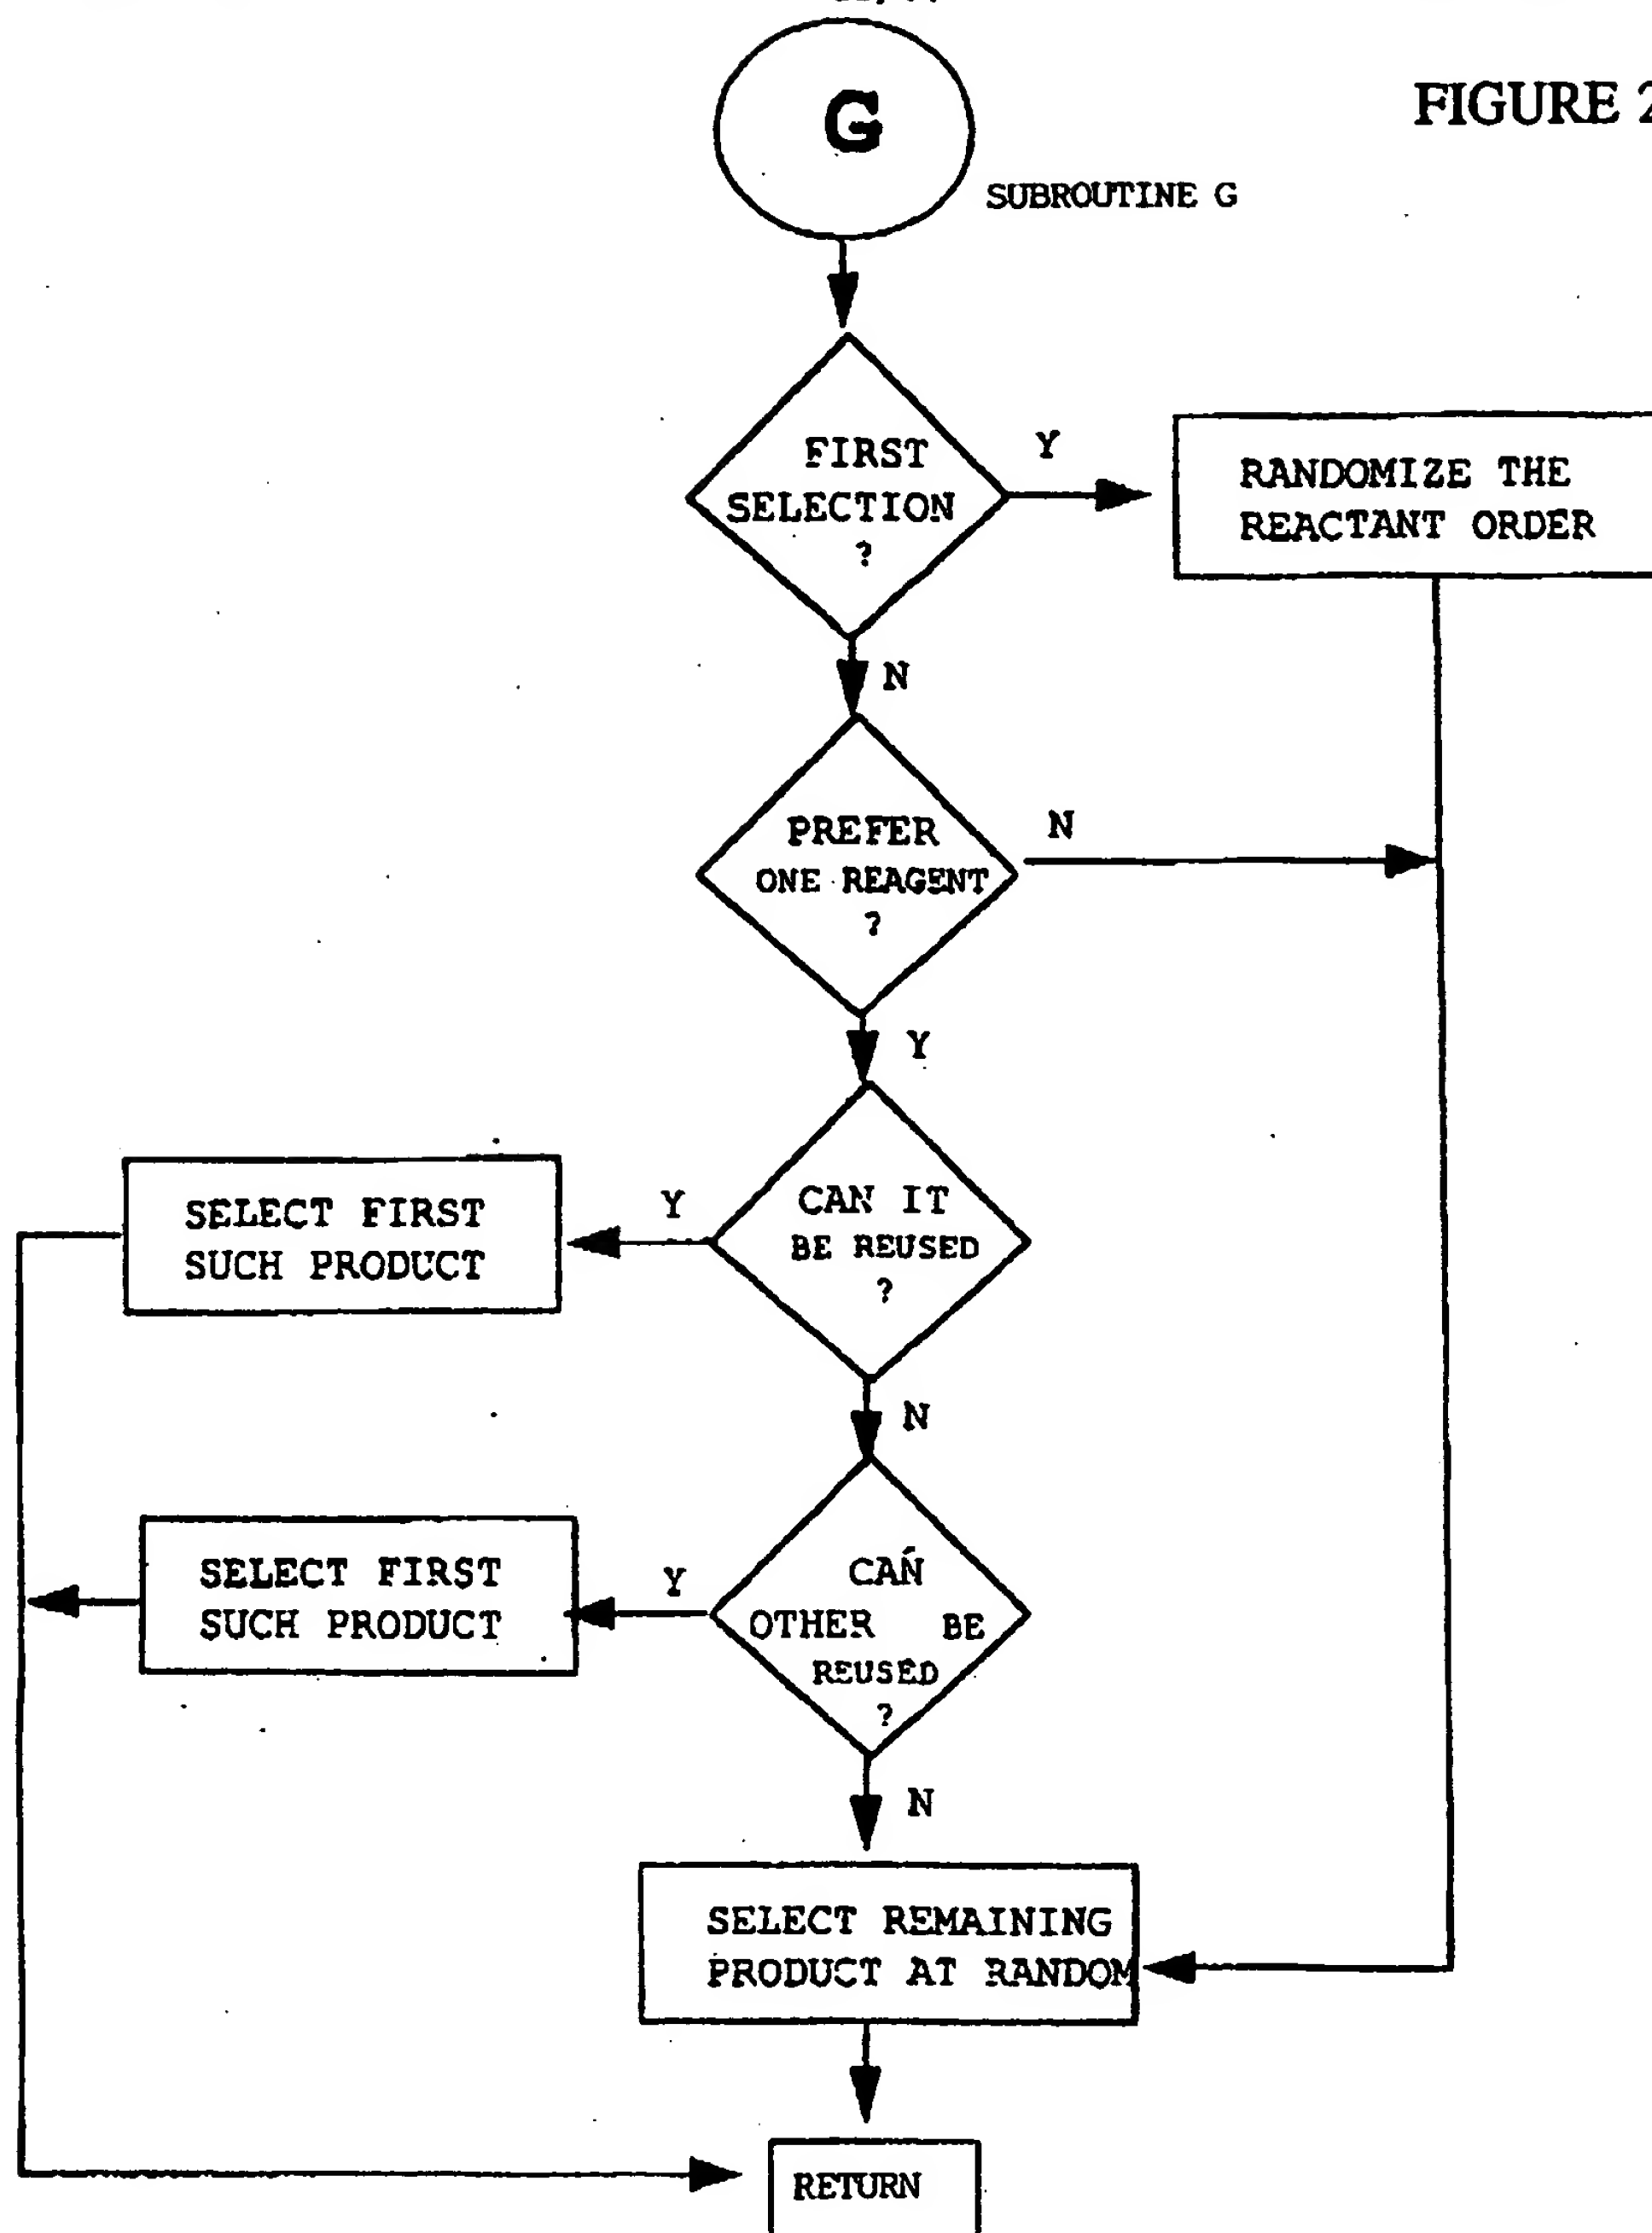 G
FIGURE 2
SUBROUTINE G
FIRST
SELECTION
?
Y
RANDOMIZE THE
REACTANT ORDER
N
PREFER
ONE REAGENT
?
N
Y
CAN IT
BE REUSED
?
Y
SELECT FIRST
SUCH PRODUCT
N
CAN
OTHER BE
REUSED
?
Y
SELECT FIRST
SUCH PRODUCT
N
SELECT REMAINING
PRODUCT AT RANDOM
RETURN